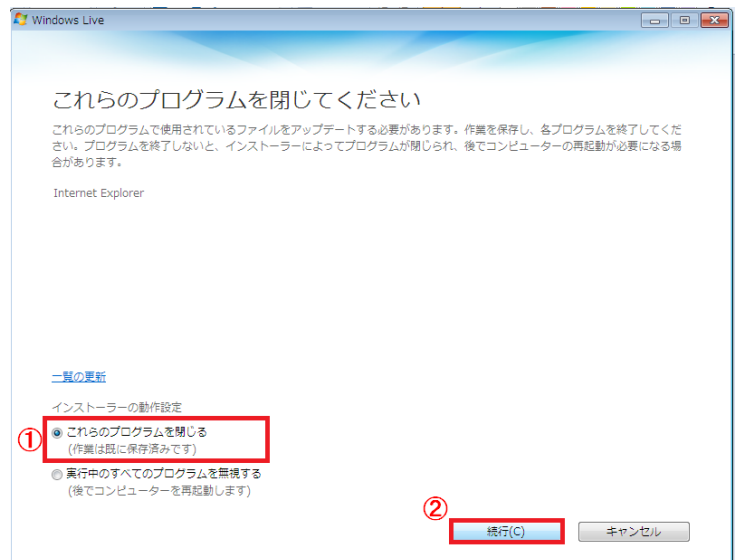 Windows Live
これらのプログラムを閉じてください
これらのプログラムで使用されているファイルをアップデートする必要があります。作業を保存し、各プログラムを終了してくだ
さい。プログラムを終了しないと、インストーラーによってプログラムが閉じられ、後でコンピューターの再起動が必要になる場
合があります。
Internet Explorer
一覧の更新
インストーラーの動作設定
① これらのプログラムを閉じる
(作業は既に保存済みです)
実行中のすべてのプログラムを無視する
(後でコンピューターを再起動します)
②
続行(C) キャンセル